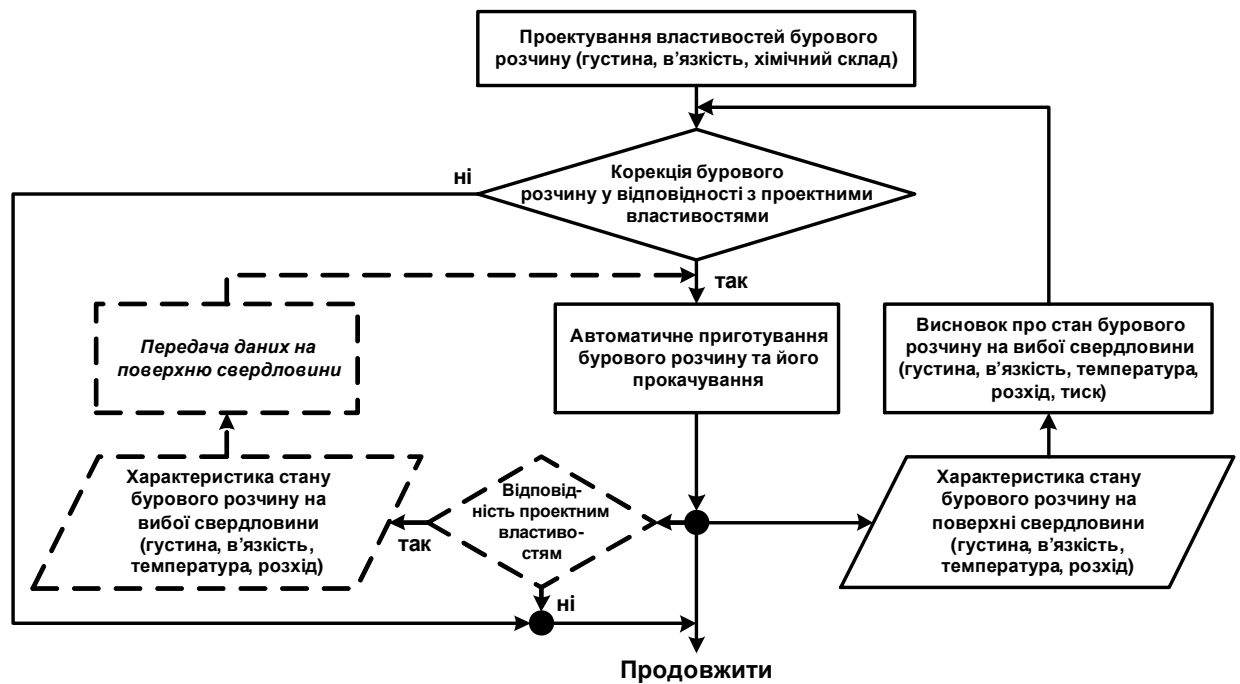 Проектування властивостей бурового
розчину (густина, в’язкість, хімічний склад)
ні
Корекція бурового
розчину у відповідності з проектними
властивостями
так
Передача даних на
поверхню свердловини
Автоматичне приготування
бурового розчину та його
прокачування
Висновок про стан бурового
розчину на вибої свердловини
(густина, в’язкість, температура,
розхід, тиск)
Характеристика стану
бурового розчину на
вибої свердловини
(густина, в’язкість,
температура, розхід)
так
Відповід-
ність проектним
властиво-
стям
ні
Характеристика стану
бурового розчину на
поверхні свердловини
(густина, в’язкість,
температура, розхід)
Продовжити